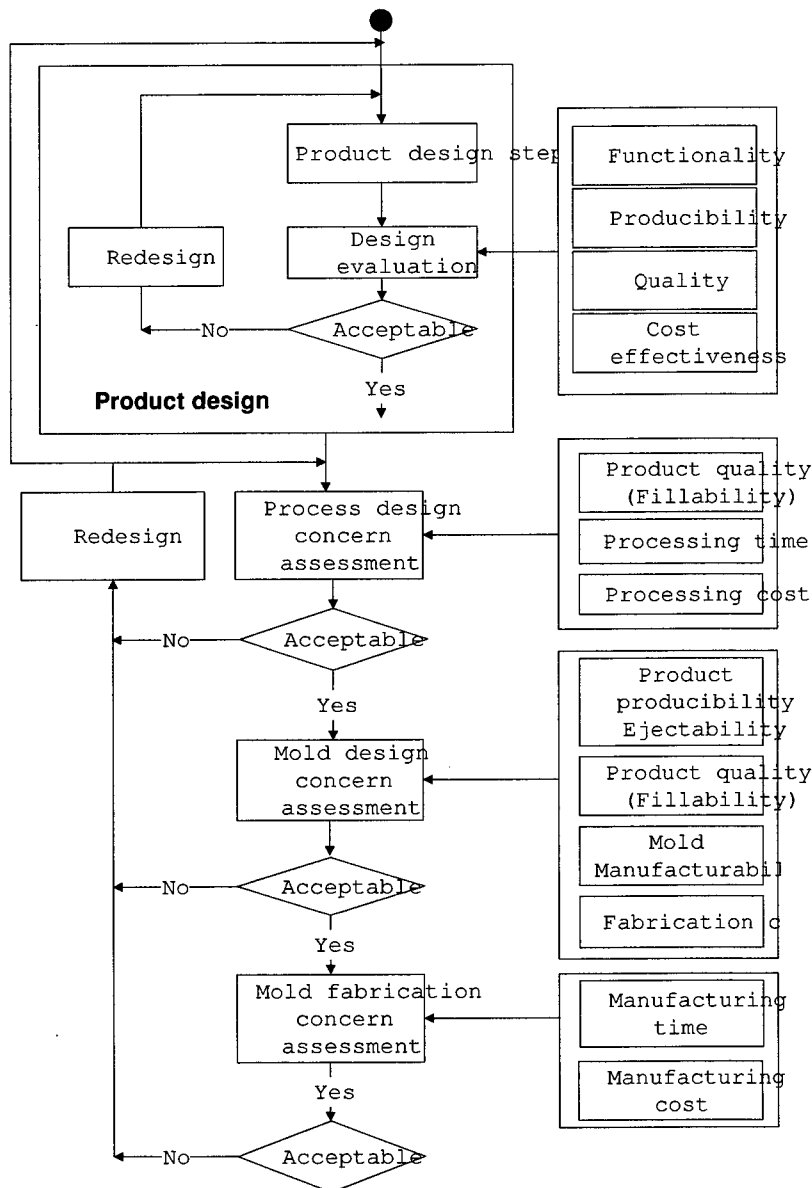 Product design step
Functionality
Producibility
Design
evaluation
Redesign
Quality
No
Acceptable
Cost
effectiveness
Yes
Product design
Product quality
(Fillability)
Process design
concern
assessment
Redesign
Processing time
Processing cost
No
Acceptable
Yes
Product
producibility
Ejectability
Mold design
concern
assessment
Product quality
(Fillability)
Mold
Manufacturabil
No
Acceptable
Fabrication c
Yes
Mold fabrication
concern
assessment
Manufacturing
time
Yes
Manufacturing
cost
No
Acceptable